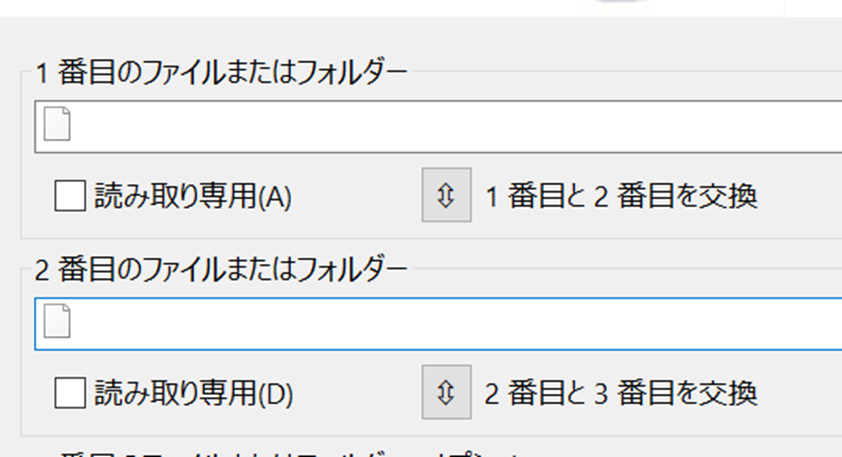 1 番目のファイルまたはフォルダー
読み取り専用(A)
1 番目と 2 番目を交換
2 番目のファイルまたはフォルダー
読み取り専用(D)
2 番目と 3 番目を交換